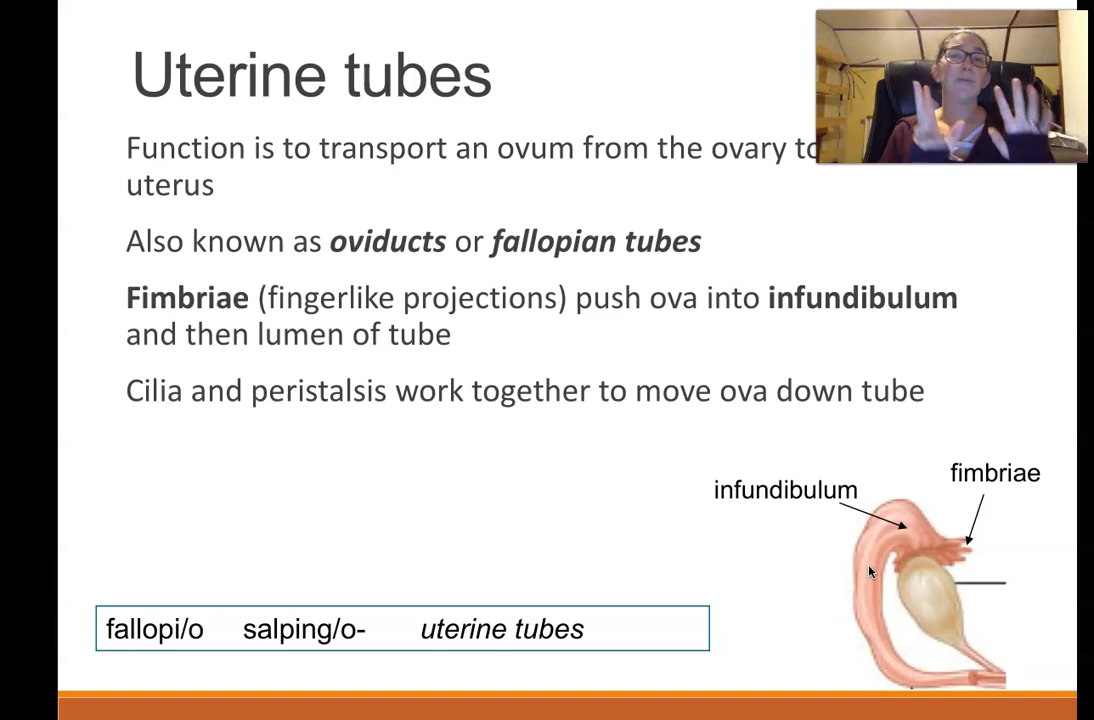 Uterine tubes
Function is to transport an ovum from the ovary to
uterus
Also known as oviducts or fallopian tubes
Fimbriae (fingerlike projections) push ova into infundibulum
and then lumen of tube
Cilia and peristalsis work together to move ova down tube
fimbriae
infundibulum
fallopi/o salping/o- uterine tubes